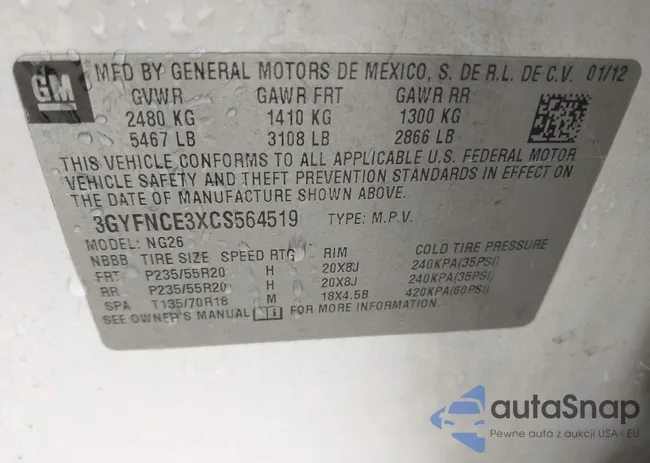 GM
MFD BY GENERAL MOTORS DE MEXICO, S. DE R.L. DE C.V. 01/12
GVWR GAWR FRT GAWR RR
2480 KG 1410 KG 1300 KG
5467 LB 3108 LB 2866 LB
THIS VEHICLE CONFORMS TO ALL APPLICABLE U.S. FEDERAL MOTOR
VEHICLE SAFETY AND THEFT PREVENTION STANDARDS IN EFFECT ON
THE DATE OF MANUFACTURE SHOWN ABOVE.
3GYFNCE3XCS564519 TYPE: M.P.V.
MODEL: NG26
NBBB TIRE SIZE SPEED RTG RIM COLD TIRE PRESSURE
FRT P235/55R20 H 20X8J 240KPA(35PSI)
RR P235/55R20 H 20X8J 240KPA(35PSI)
SPA T135/70R18 M 18X4.5B 420KPA(60PSI)
SEE OWNER'S MANUAL FOR MORE INFORMATION.
autoSnap
Pewne auta z aukcji USA i EU